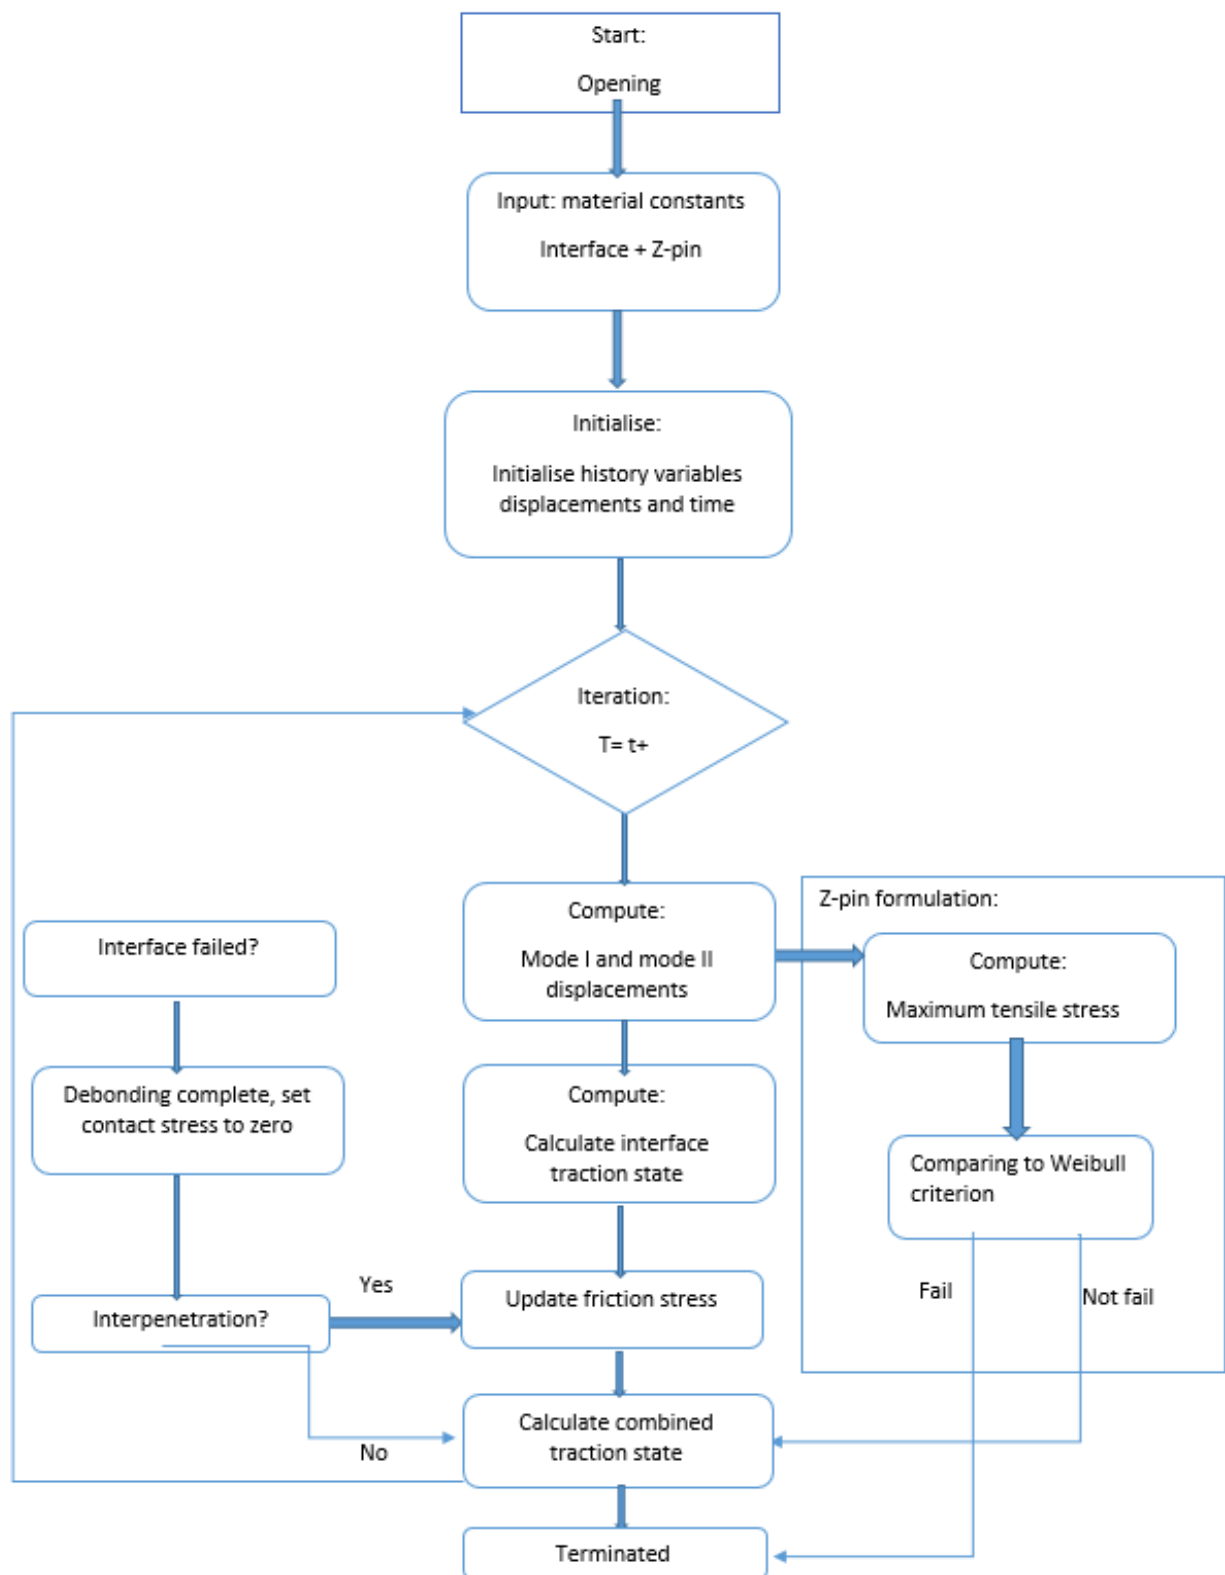 Start:
Opening
Input: material constants
Interface + Z-pin
Initialise:
Initialise history variables
displacements and time
Iteration:
T= t+
Compute:
Mode I and mode II
displacements
Z-pin formulation:
Compute:
Maximum tensile stress
Interface failed?
Debonding complete, set
contact stress to zero
Compute:
Calculate interface
traction state
Comparing to Weibull
criterion
Fail
Not fail
Interpenetration?
Yes
Update friction stress
No
Calculate combined
traction state
Terminated